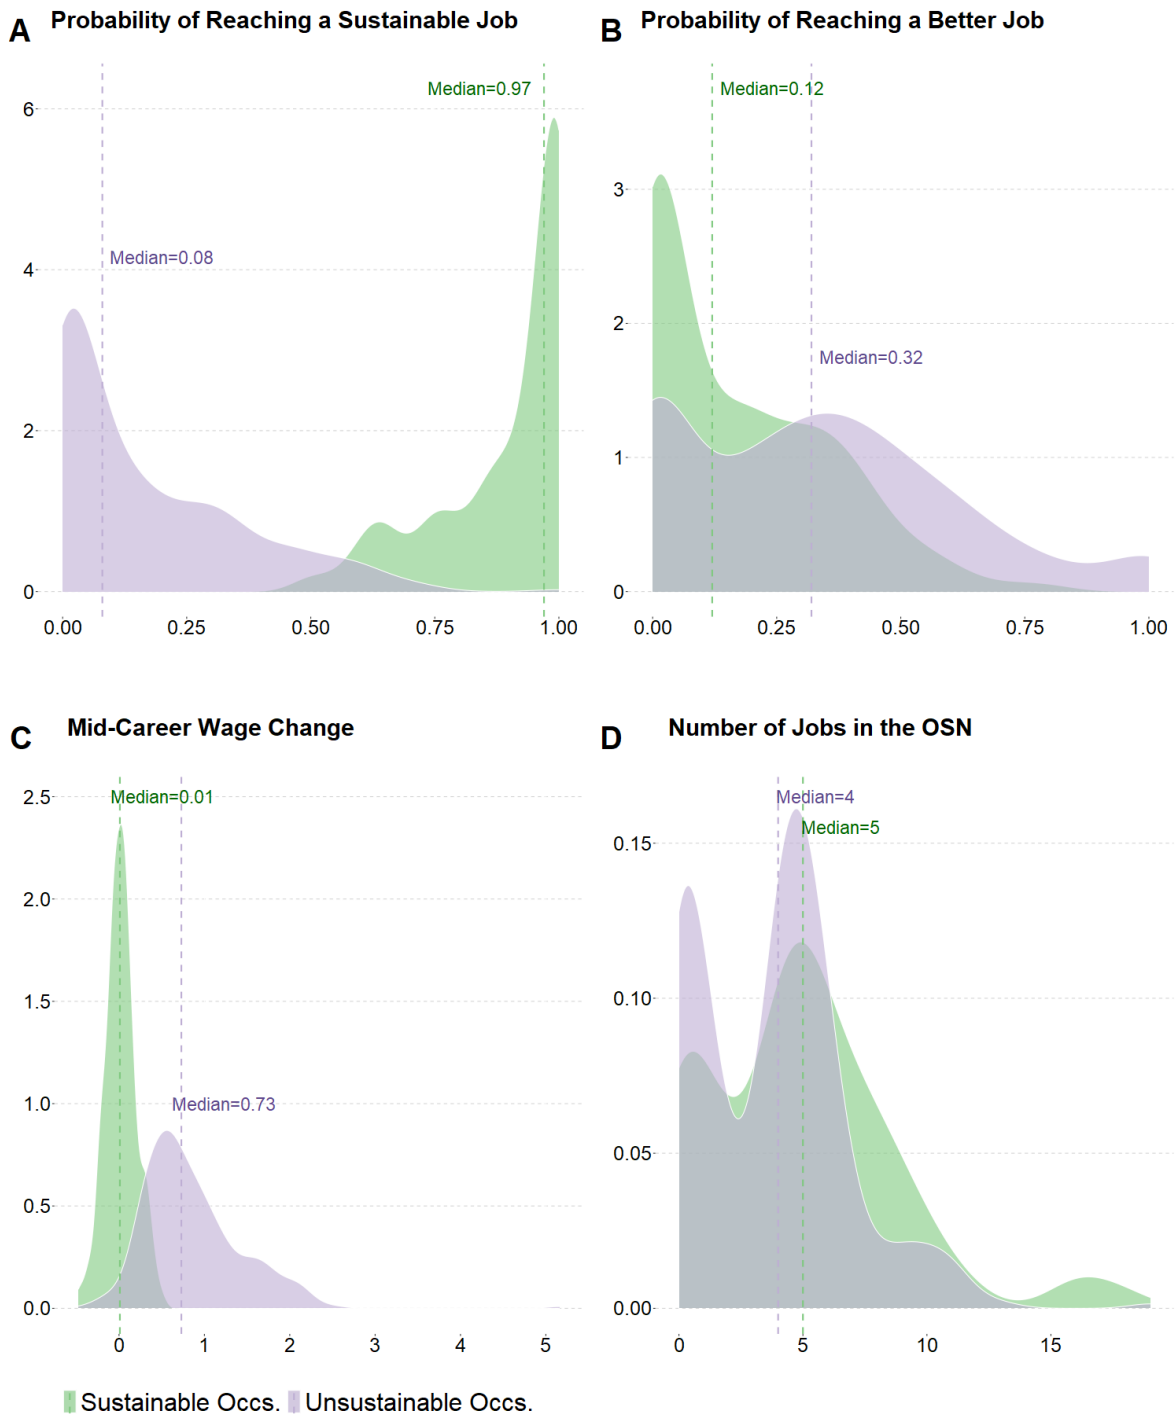 A Probability of Reaching a Sustainable Job
Median=0.97
6
Median=0.08
4
2
0
0.00 0.25 0.50 0.75 1.00
B Probability of Reaching a Better Job
Median=0.12
3
2
Median=0.32
1
0
0.00 0.25 0.50 0.75 1.00
C Mid-Career Wage Change
2.5
Median=0.01
2.0
1.5
1.0
Median=0.73
0.5
0.0
0 1 2 3 4 5
D Number of Jobs in the OSN
Median=4
Median=5
0.15
0.10
0.05
0.00
0 5 10 15
Sustainable Occs. Unsustainable Occs.